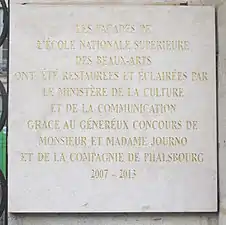 LES FAÇADES DE
L'ÉCOLE NATIONALE SUPÉRIEURE
DES BEAUX-ARTS
ONT ÉTÉ RESTAURÉES ET ÉCLAIRÉES PAR
LE MINISTÈRE DE LA CULTURE
ET DE LA COMMUNICATION
GRÂCE AU GÉNÉREUX CONCOURS DE
MONSIEUR ET MADAME JOURNO
ET DE LA COMPAGNIE DE PHALSBOURG
2007 - 2013